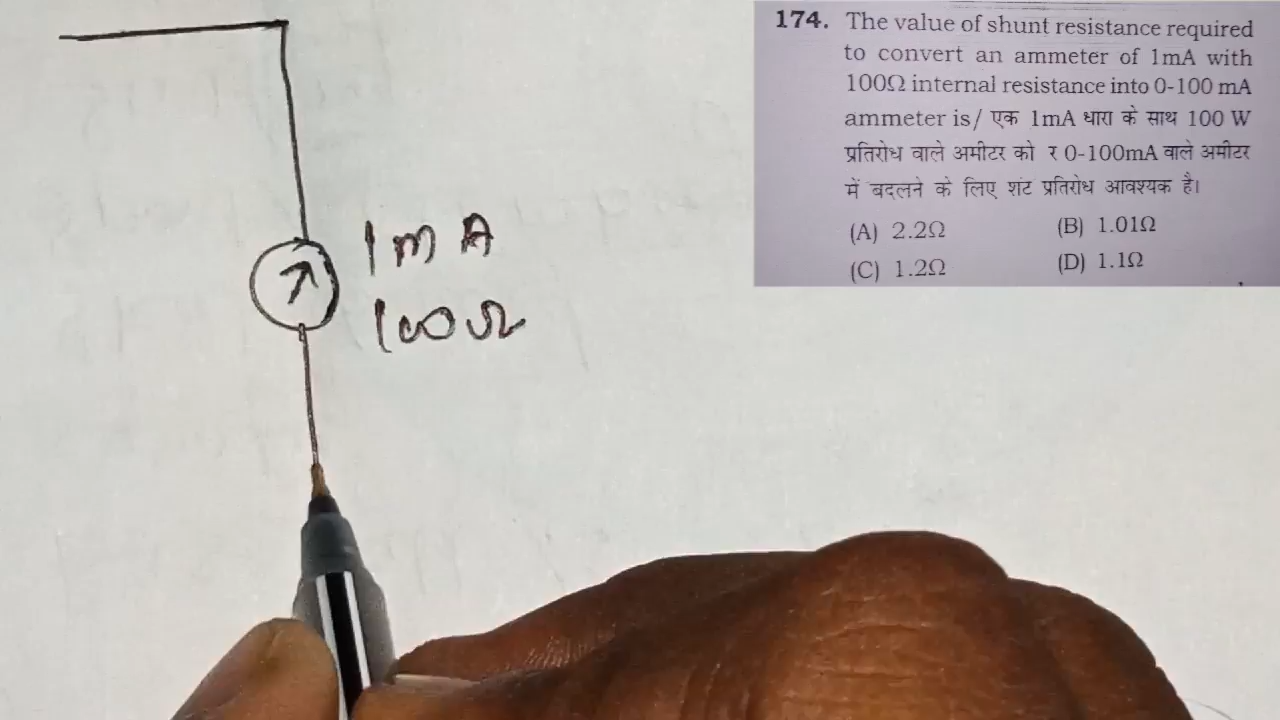 1mA
100Ω
174. The value of shunt resistance required
to convert an ammeter of 1mA with
100Ω internal resistance into 0-100 mA
ammeter is/ एक 1mA धारा के साथ 100 W
प्रतिरोध वाले अमीटर को र 0-100mA वाले अमीटर
में बदलने के लिए शंट प्रतिरोध आवश्यक है।
(A) 2.2Ω (B) 1.01Ω
(C) 1.2Ω (D) 1.1Ω